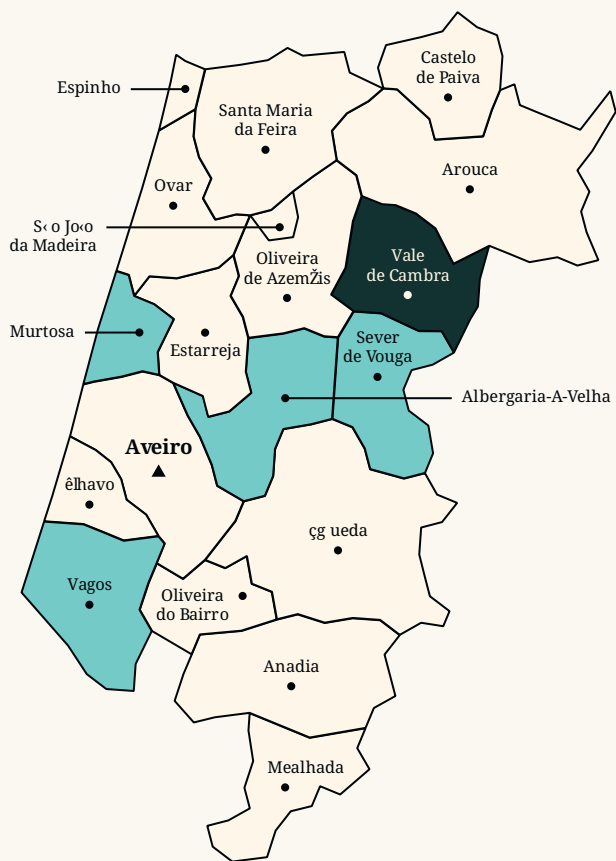 Castelo
de Paiva
Espinho
Santa Maria
da Feira
Arouca
Ovar
S‹ o Jo‹o
da Madeira
Oliveira
de AzemŽis
Vale
de Cambra
Murtosa
Estarreja
Sever
de Vouga
Albergaria-A-Velha
Aveiro
êlhavo
çg ueda
Vagos
Oliveira
do Bairro
Anadia
Mealhada